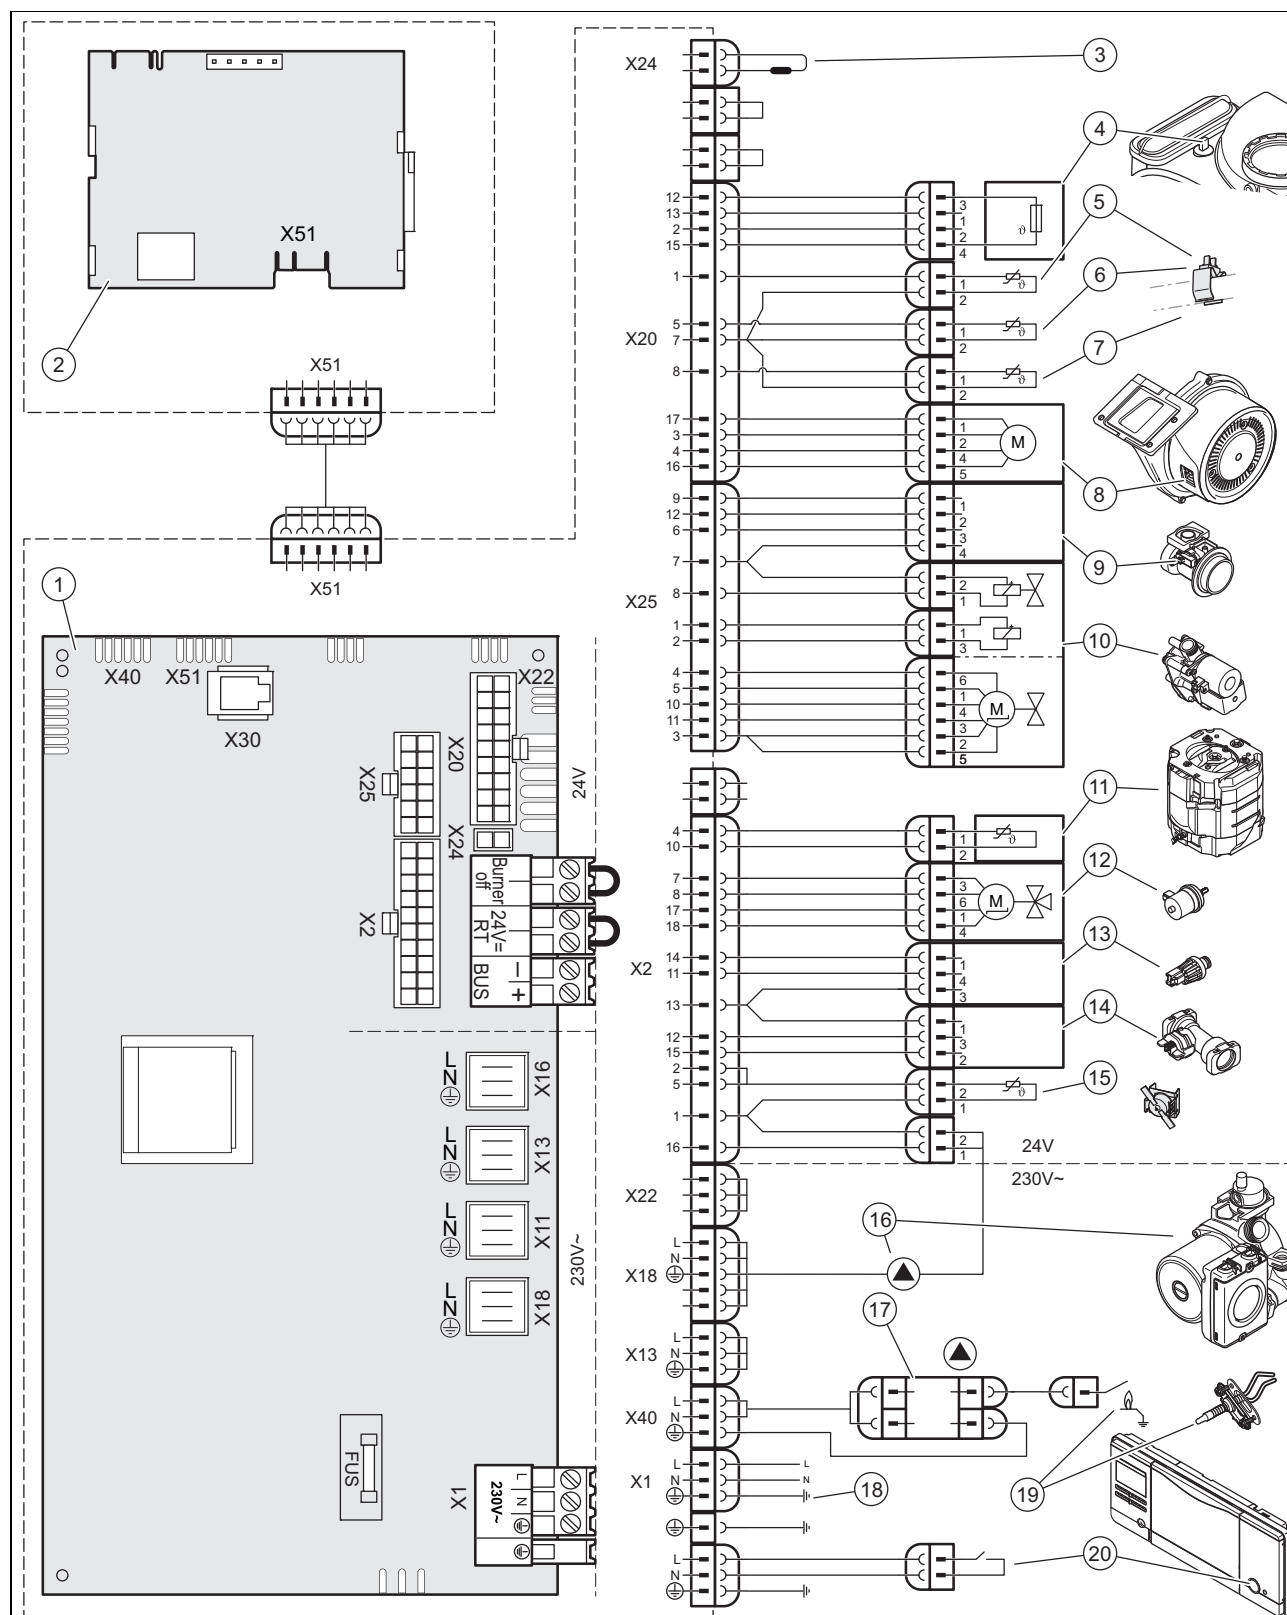 X24
3
4
12
13
2
15
3
1
2
4
ϑ
5
X51
1
1
2
ϑ
6
2
X20
5
7
1
2
ϑ
7
X51
8
1
2
ϑ
17
3
4
16
1
2
4
5
M
8
9
12
6
7
1
2
3
4
9
X51
1
X25
8
2
1
1
2
1
3
10
X40
X51
X22
X30
4
5
10
11
3
6
1
4
3
2
5
M
X20
X25
24V
X24
11
4
10
1
2
ϑ
Burner
off
24V=
RT
BUS
–
+
X2
7
8
17
18
3
6
1
4
M
12
X2
14
11
13
1
4
3
13
12
15
1
3
2
14
2
5
2
1
ϑ
15
1
16
2
1
24V
230V~
L
N
X16
L
N
X13
L
N
X11
L
N
X18
230V~
X22
16
L
N
X18
17
L
N
X13
L
N
X40
19
FUS
X1
L
N
230V~
L
N
X1
L
N
18
L
N
20